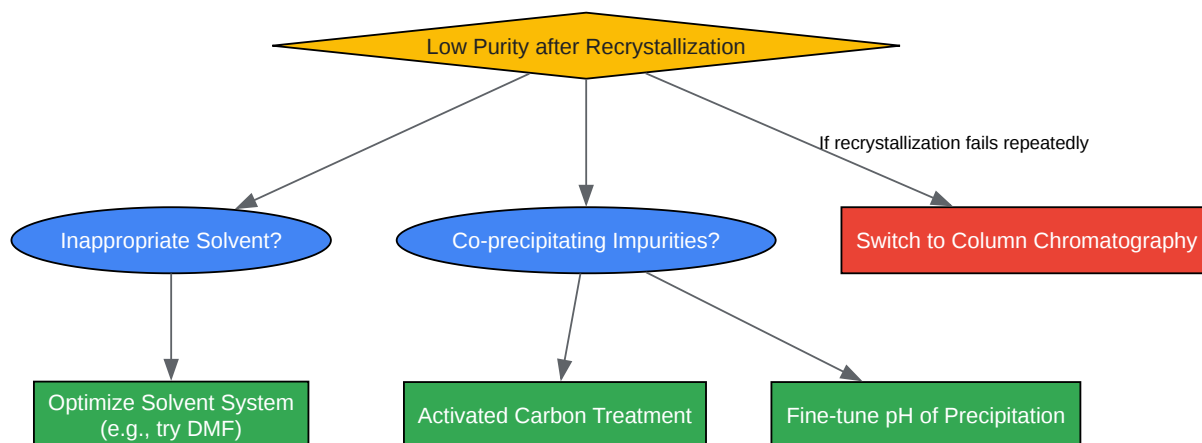 Low Purity after Recrystallization
If recrystallization fails repeatedly
Inappropriate Solvent?
Co-precipitating Impurities?
Switch to Column Chromatography
Optimize Solvent System
(e.g., try DMF)
Activated Carbon Treatment
Fine-tune pH of Precipitation